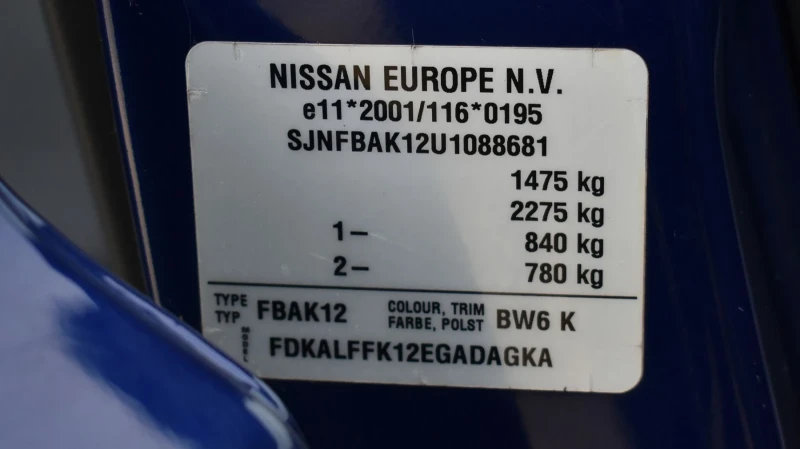 NISSAN EUROPE N.V.
e11*2001/116*0195
SJNFBAK12U1088681
1475 kg
2275 kg
1– 840 kg
2– 780 kg
TYPE
TYP FBAK12 COLOUR, TRIM
FARBE, POLST BW6 K
MODEL FDKALFFK12EGADAGKA